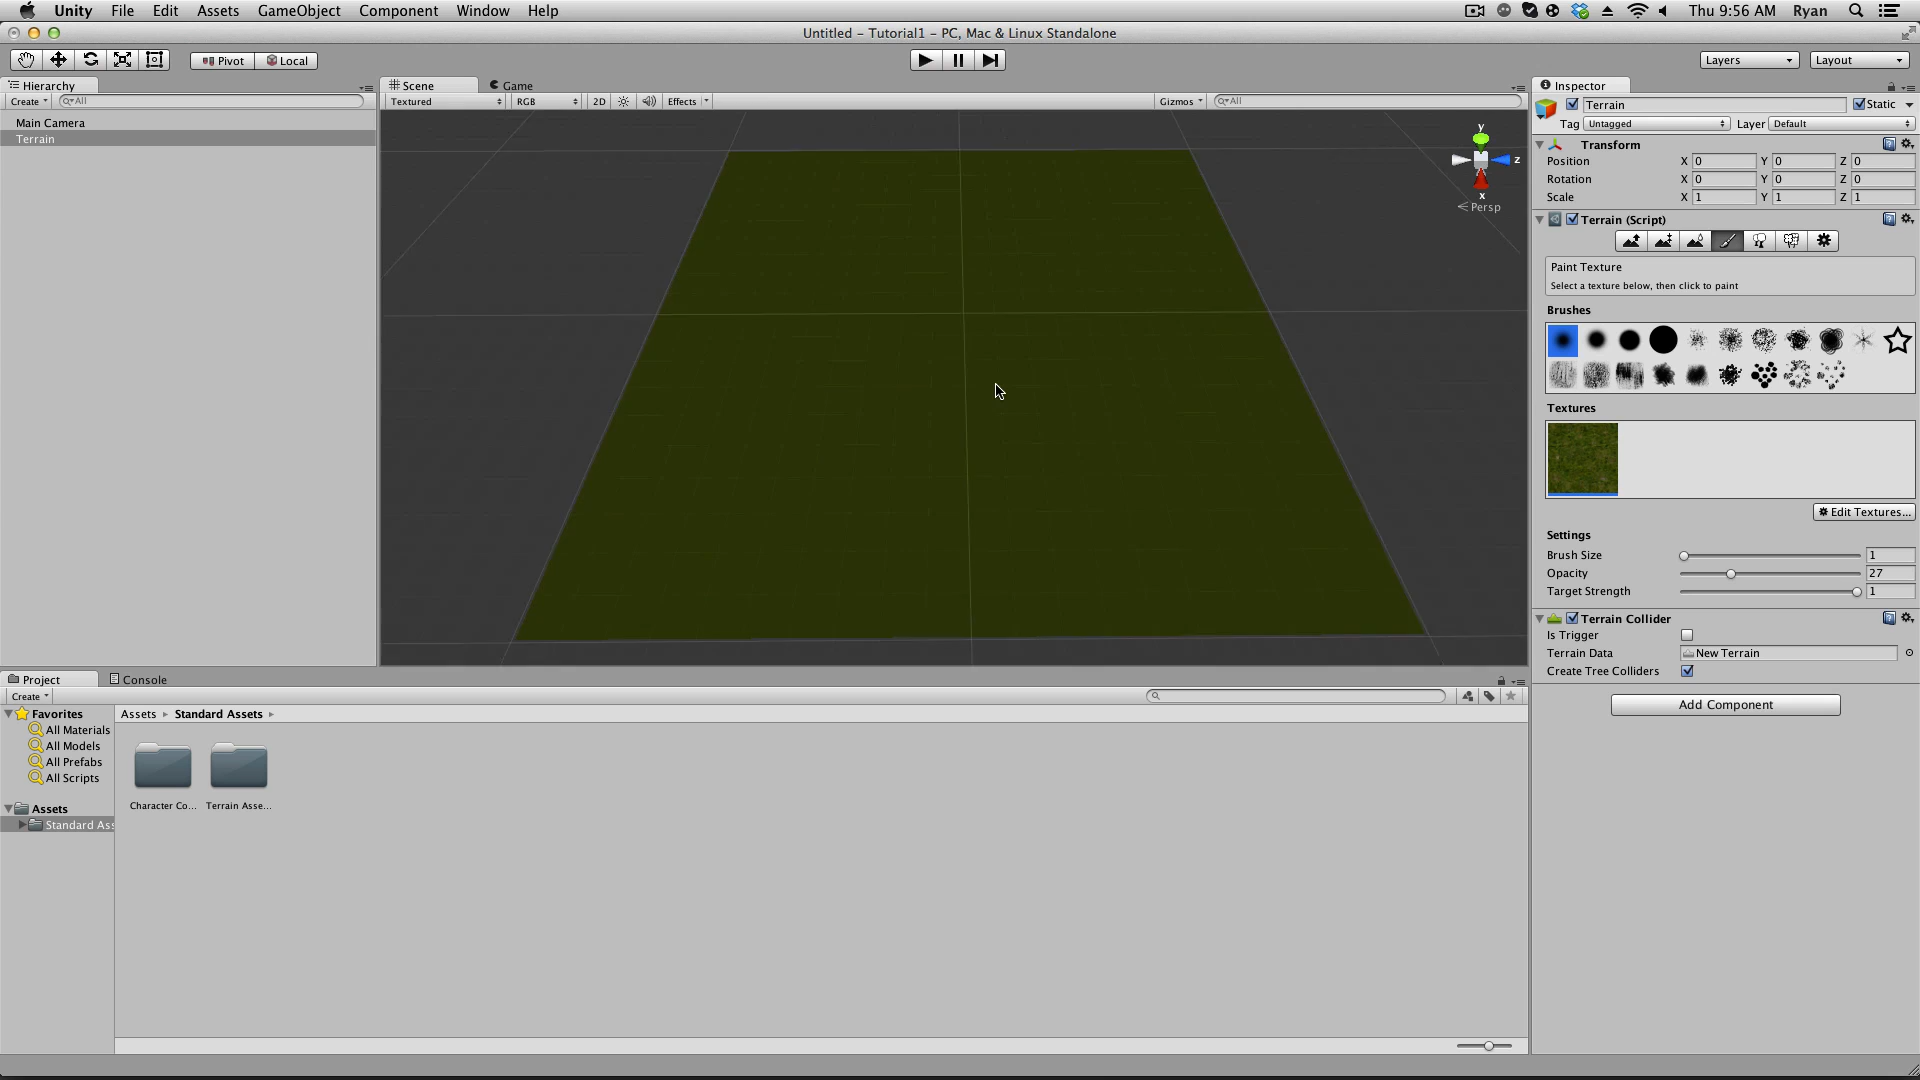 Unity File Edit Assets GameObject Component Window Help Thu 9:56 AM Ryan
Untitled - Tutorial1 - PC, Mac & Linux Standalone
Pivot Local Layers Layout
Hierarchy
Create All
Main Camera
Terrain
Scene Game
Textured RGB 2D Effects Gizmos All
y
z
x
Persp
Inspector
Terrain Static
Tag Untagged Layer Default
Transform
Position X 0 Y 0 Z 0
Rotation X 0 Y 0 Z 0
Scale X 1 Y 1 Z 1
Terrain (Script)
Paint Texture
Select a texture below, then click to paint
Brushes
Textures
Edit Textures...
Settings
Brush Size 1
Opacity 27
Target Strength 1
Terrain Collider
Is Trigger
Terrain Data New Terrain
Create Tree Colliders
Add Component
Project Console
Create
Favorites
All Materials
All Models
All Prefabs
All Scripts
Assets
Standard Ass
Assets Standard Assets
Character Co... Terrain Asse...